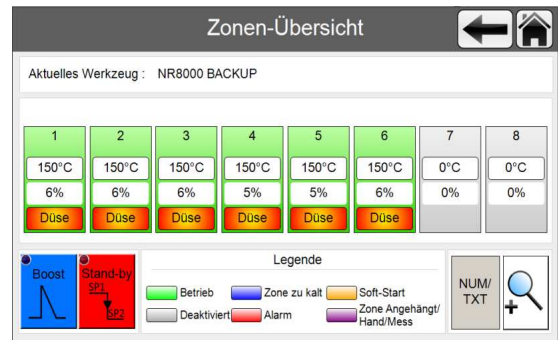 Zonen-Übersicht
Aktuelles Werkzeug : NR8000 BACKUP
1 2 3 4 5 6 7 8
150°C 150°C 150°C 150°C 150°C 150°C 0°C 0°C
6% 6% 6% 5% 5% 6% 0% 0%
Düse Düse Düse Düse Düse Düse
Boost
Stand-by
SP1
SP2
Legende
Betrieb Zone zu kalt Soft-Start
Deaktiviert Alarm Zone Angehängt/
Hand/Mess
NUM/
TXT